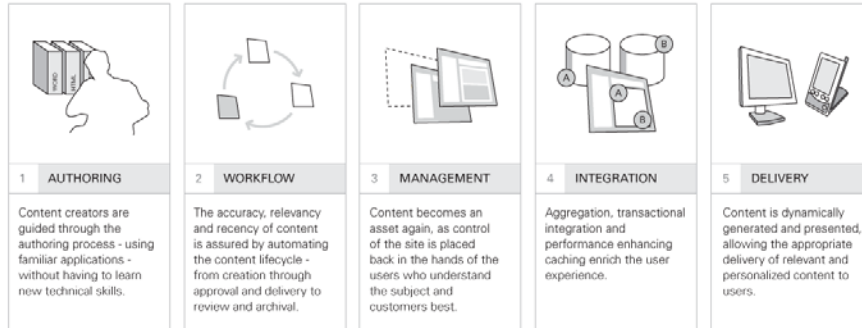 WORD
HTML
A
B
A
B
1 AUTHORING
2 WORKFLOW
3 MANAGEMENT
4 INTEGRATION
5 DELIVERY
Content creators are
guided through the
authoring process - using
familiar applications -
without having to learn
new technical skills.
The accuracy, relevancy
and recency of content
is assured by automating
the content lifecycle -
from creation through
approval and delivery to
review and archival.
Content becomes an
asset again, as control
of the site is placed
back in the hands of the
users who understand
the subject and
customers best.
Aggregation, transactional
integration and
performance enhancing
caching enrich the user
experience.
Content is dynamically
generated and presented,
allowing the appropriate
delivery of relevant and
personalized content to
users.